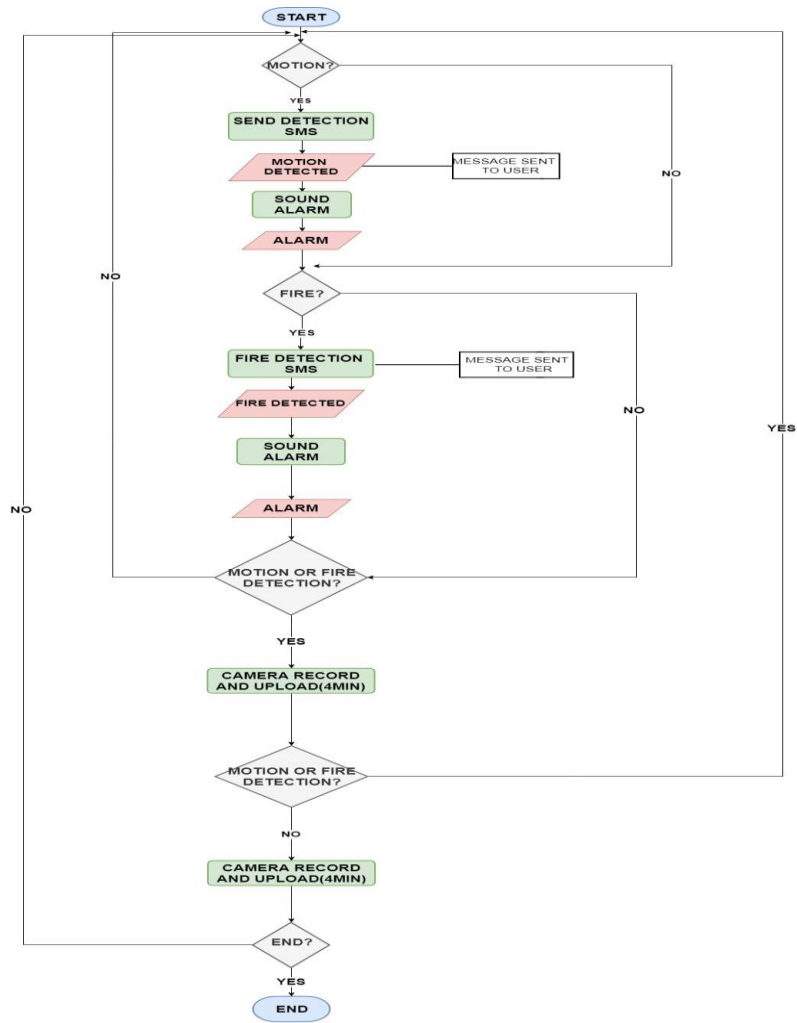 START
MOTION?
YES
SEND DETECTION
SMS
MOTION
DETECTED
MESSAGE SENT
TO USER
NO
SOUND
ALARM
ALARM
NO
FIRE?
YES
FIRE DETECTION
SMS
MESSAGE SENT
TO USER
FIRE DETECTED
NO
YES
SOUND
ALARM
NO
ALARM
MOTION OR FIRE
DETECTION?
YES
CAMERA RECORD
AND UPLOAD(4MIN)
MOTION OR FIRE
DETECTION?
NO
CAMERA RECORD
AND UPLOAD(4MIN)
END?
YES
END